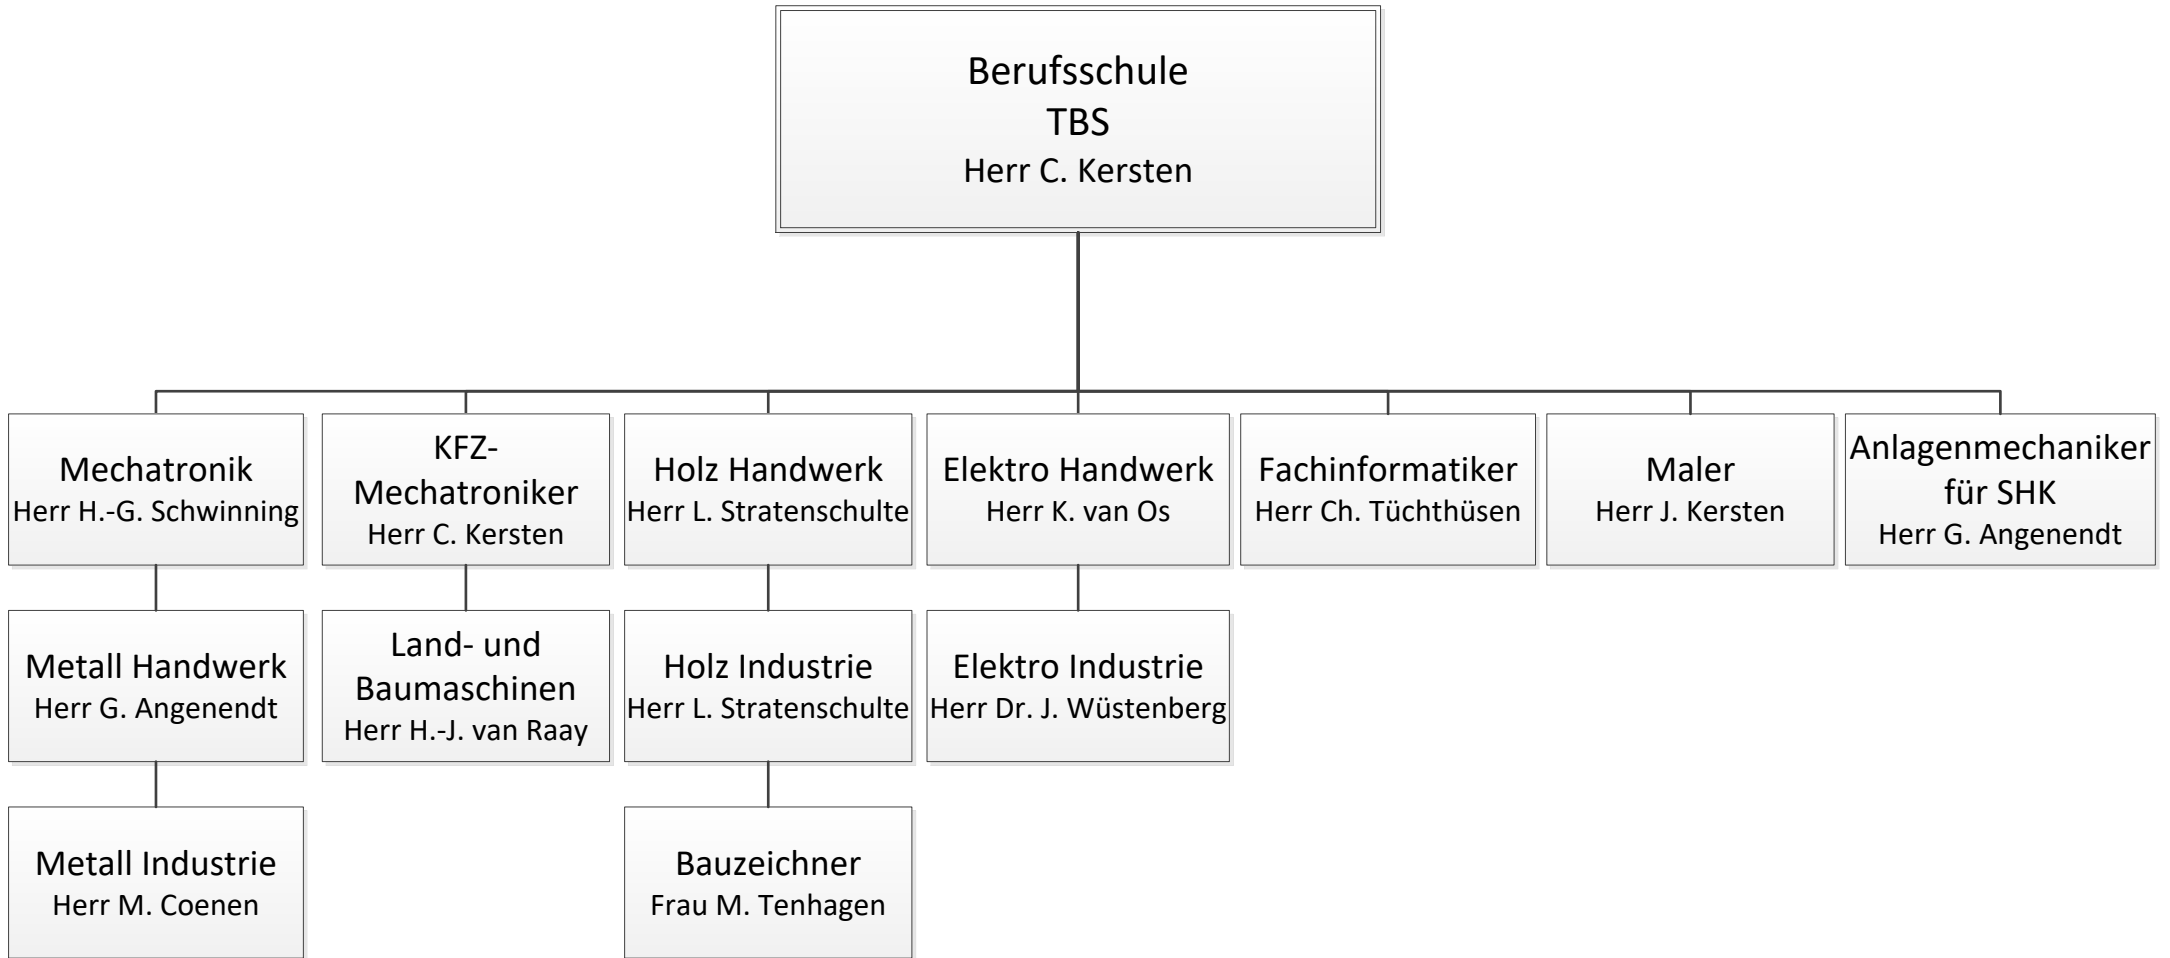 Berufsschule
TBS
Herr C. Kersten
Mechatronik
Herr H.-G. Schwinning
KFZ-
Mechatroniker
Herr C. Kersten
Holz Handwerk
Herr L. Stratenschulte
Elektro Handwerk
Herr K. van Os
Fachinformatiker
Herr Ch. Tüchthüsen
Maler
Herr J. Kersten
Anlagenmechaniker
für SHK
Herr G. Angenendt
Metall Handwerk
Herr G. Angenendt
Land- und
Baumaschinen
Herr H.-J. van Raay
Holz Industrie
Herr L. Stratenschulte
Elektro Industrie
Herr Dr. J. Wüstenberg
Metall Industrie
Herr M. Coenen
Bauzeichner
Frau M. Tenhagen